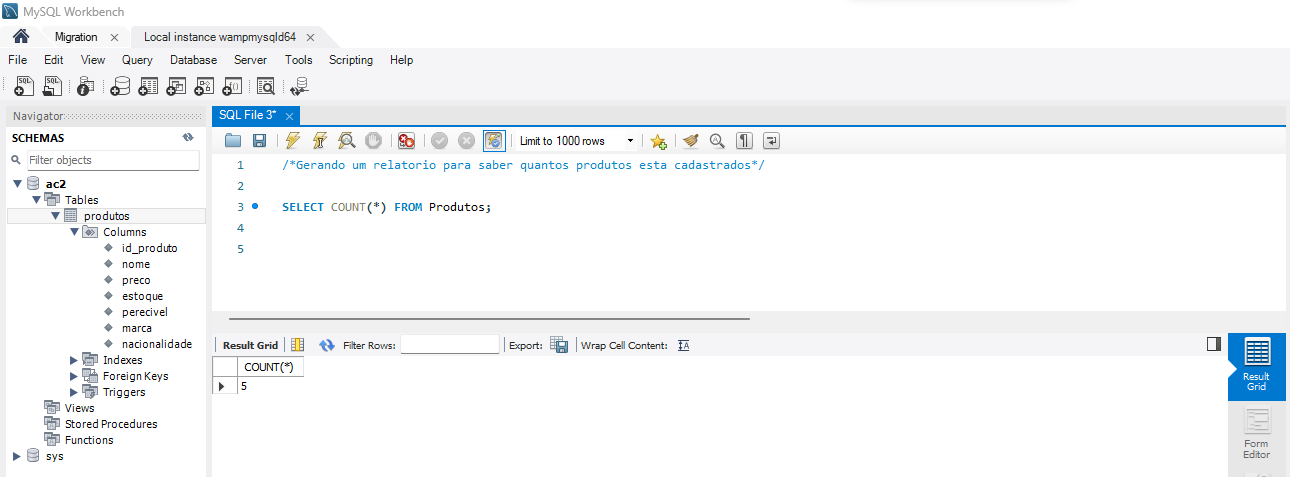 MySQL Workbench
Migration
Local instance wampmysqld64
File Edit View Query Database Server Tools Scripting Help
Navigator
SCHEMAS
Filter objects
ac2
Tables
produtos
Columns
id_produto
nome
preco
estoque
perecivel
marca
nacionalidade
Indexes
Foreign Keys
Triggers
Views
Stored Procedures
Functions
sys
SQL File 3*
Limit to 1000 rows
1 /*Gerando um relatorio para saber quantos produtos esta cadastrados*/
2
3 SELECT COUNT(*) FROM Produtos;
4
5
Result Grid Filter Rows: Export: Wrap Cell Content:
COUNT(*)
5
Result
Grid
Form
Editor